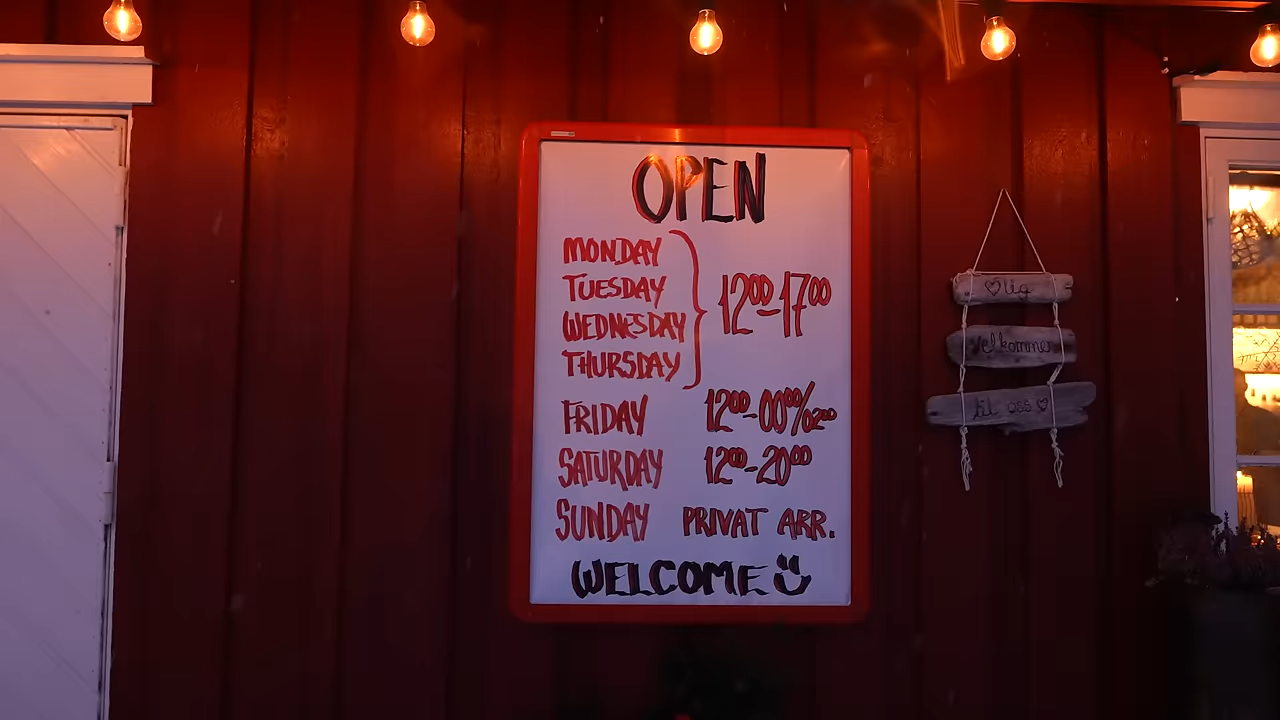 OPEN
MONDAY
TUESDAY
WEDNESDAY
THURSDAY
12⁰⁰-17⁰⁰
FRIDAY 12⁰⁰-00⁰⁰/02⁰⁰
SATURDAY 12⁰⁰-20⁰⁰
SUNDAY PRIVAT ARR.
WELCOME
♡lig
velkommen
til oss ♡